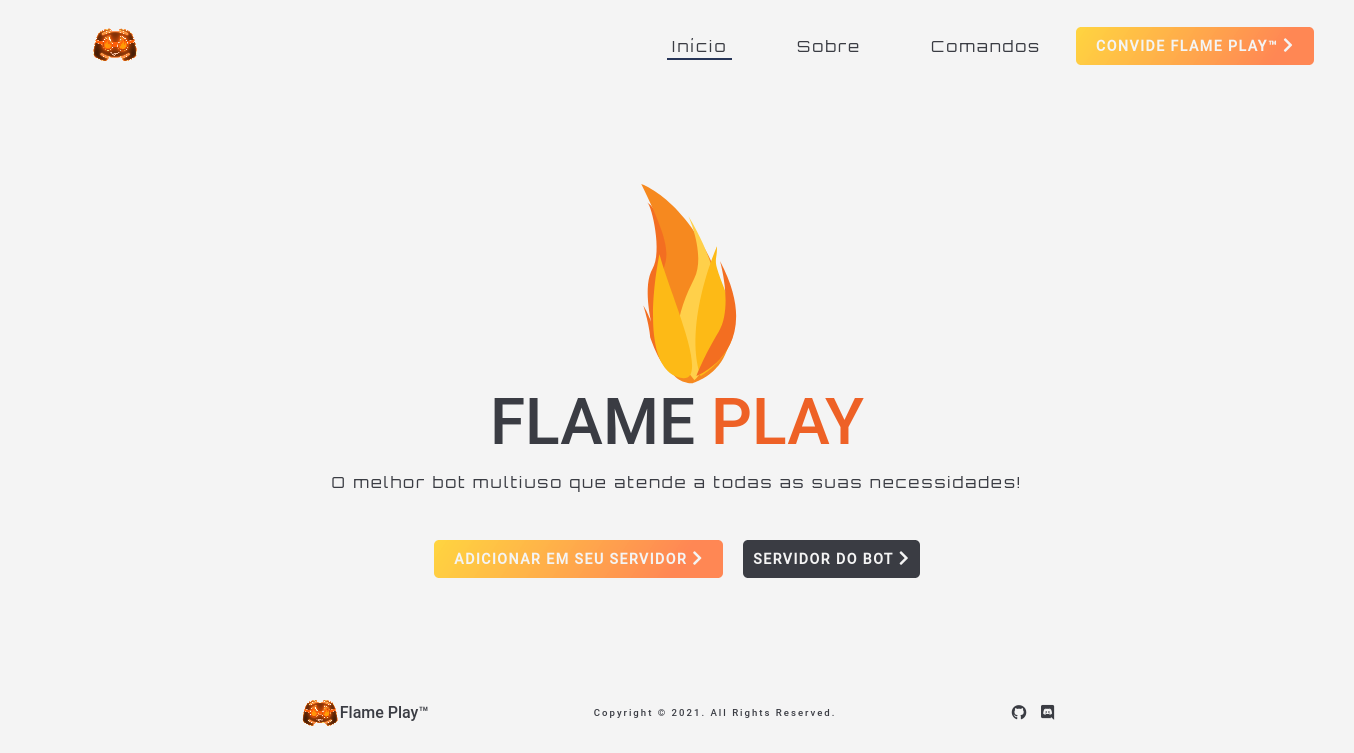 Início
Sobre
Comandos
CONVIDE FLAME PLAY™
FLAME PLAY
O melhor bot multiuso que atende a todas as suas necessidades!
ADICIONAR EM SEU SERVIDOR
SERVIDOR DO BOT
Flame Play™
Copyright © 2021. All Rights Reserved.